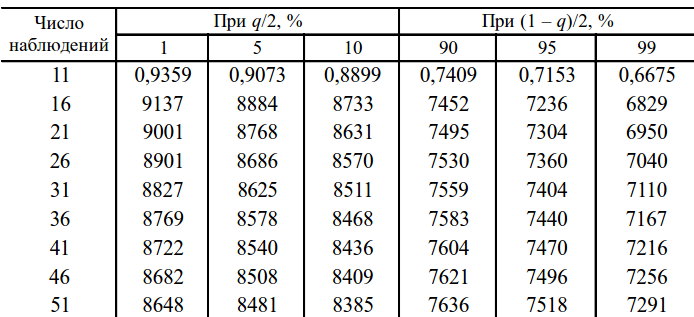 Число наблюдений При q/2, % При (1 – q)/2, %
1 5 10 90 95 99
11 0,9359 0,9073 0,8899 0,7409 0,7153 0,6675
16 9137 8884 8733 7452 7236 6829
21 9001 8768 8631 7495 7304 6950
26 8901 8686 8570 7530 7360 7040
31 8827 8625 8511 7559 7404 7110
36 8769 8578 8468 7583 7440 7167
41 8722 8540 8436 7604 7470 7216
46 8682 8508 8409 7621 7496 7256
51 8648 8481 8385 7636 7518 7291